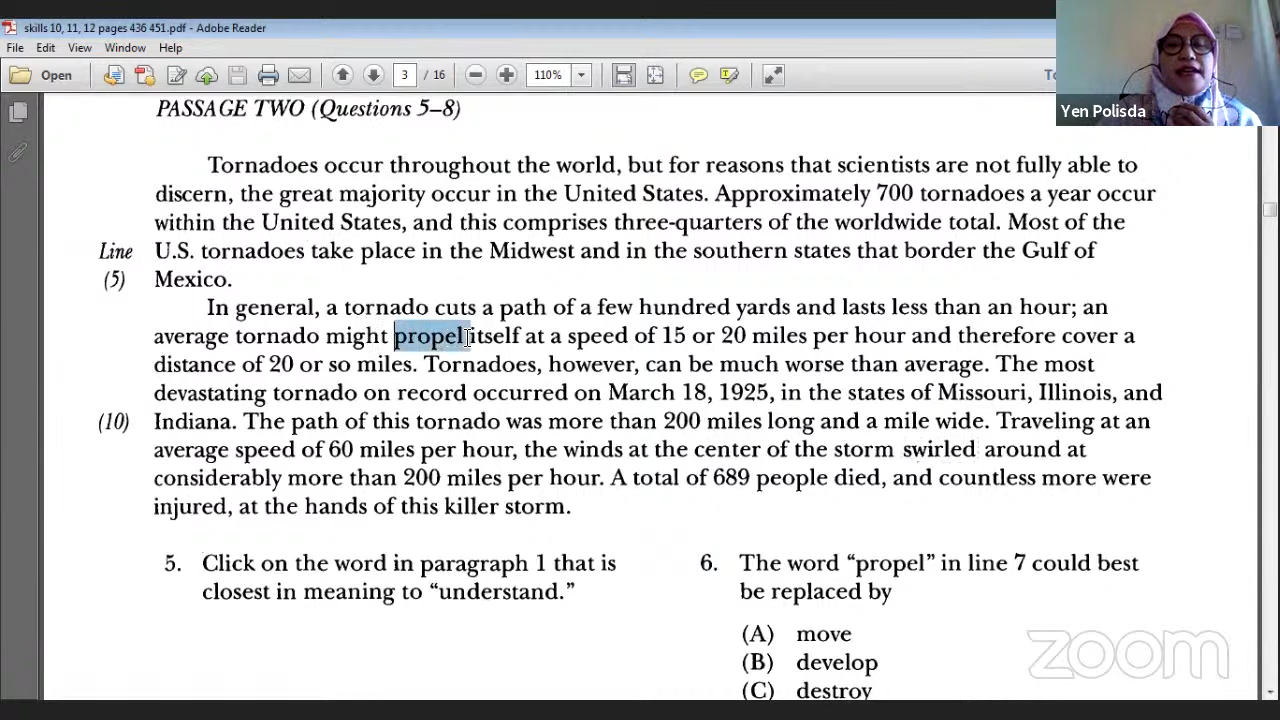 skills 10, 11, 12 pages 436 451.pdf - Adobe Reader
File Edit View Window Help
Open 3 / 16 110%
Yen Polisda
PASSAGE TWO (Questions 5–8)
Tornadoes occur throughout the world, but for reasons that scientists are not fully able to
discern, the great majority occur in the United States. Approximately 700 tornadoes a year occur
within the United States, and this comprises three-quarters of the worldwide total. Most of the
Line U.S. tornadoes take place in the Midwest and in the southern states that border the Gulf of
(5) Mexico.
In general, a tornado cuts a path of a few hundred yards and lasts less than an hour; an
average tornado might propel itself at a speed of 15 or 20 miles per hour and therefore cover a
distance of 20 or so miles. Tornadoes, however, can be much worse than average. The most
devastating tornado on record occurred on March 18, 1925, in the states of Missouri, Illinois, and
(10) Indiana. The path of this tornado was more than 200 miles long and a mile wide. Traveling at an
average speed of 60 miles per hour, the winds at the center of the storm swirled around at
considerably more than 200 miles per hour. A total of 689 people died, and countless more were
injured, at the hands of this killer storm.
5. Click on the word in paragraph 1 that is
closest in meaning to “understand.”
6. The word “propel” in line 7 could best
be replaced by
(A) move
(B) develop
(C) destroy
zoom